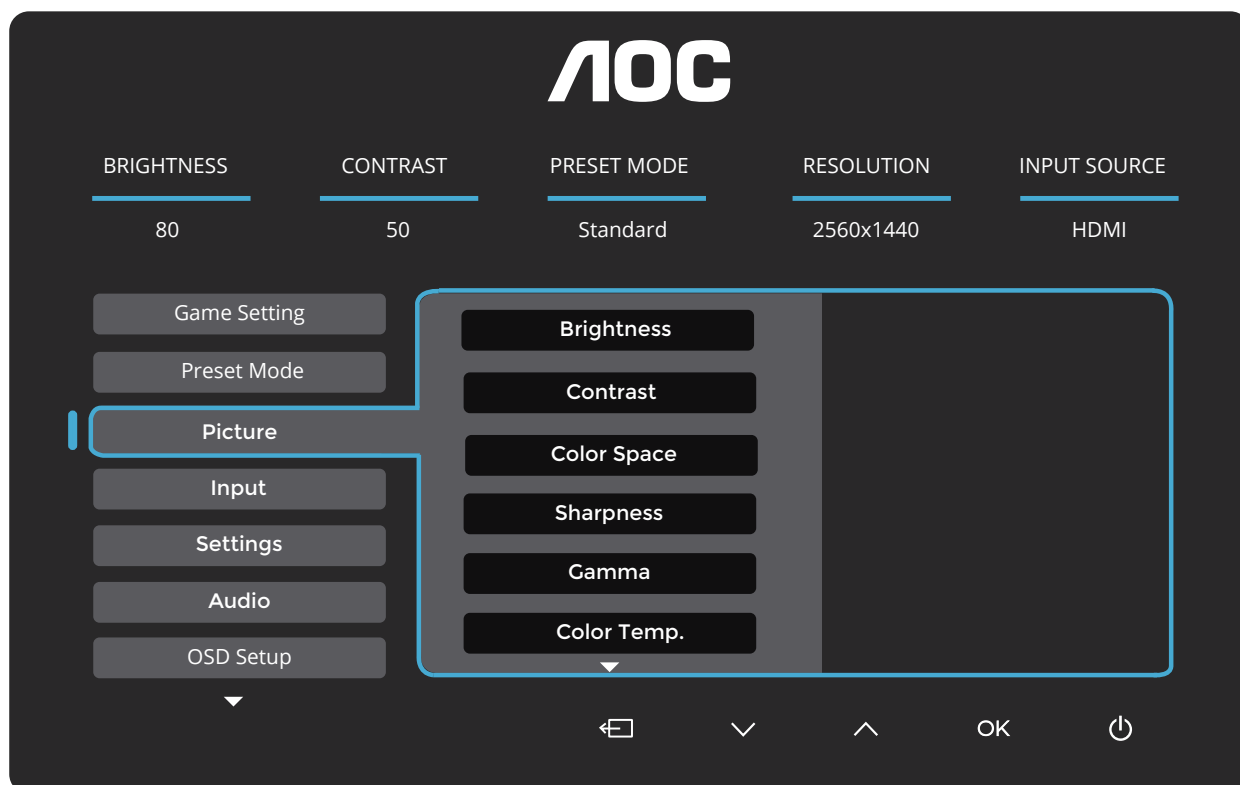 AOC
BRIGHTNESS CONTRAST PRESET MODE RESOLUTION INPUT SOURCE
80 50 Standard 2560x1440 HDMI
Game Setting
Preset Mode
Picture
Input
Settings
Audio
OSD Setup
Brightness
Contrast
Color Space
Sharpness
Gamma
Color Temp.
OK